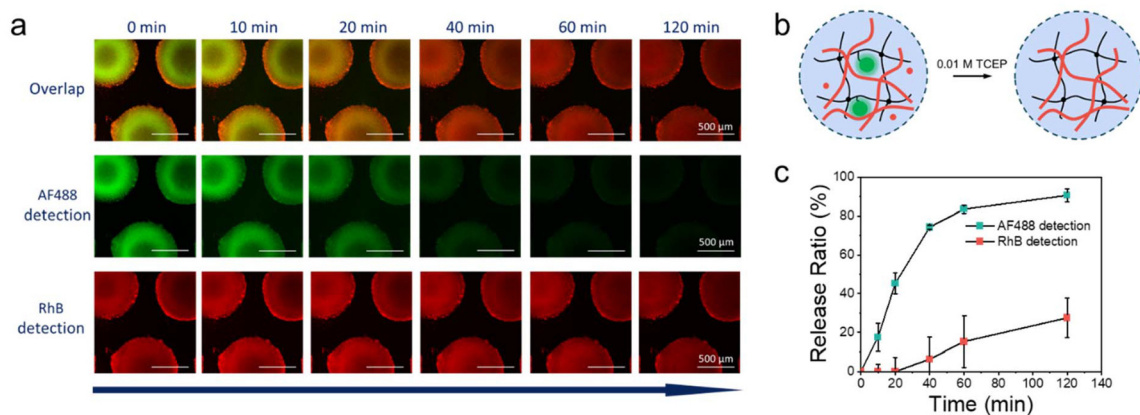 a
0 min 10 min 20 min 40 min 60 min 120 min
Overlap
500 µm
AF488
detection
500 µm
RhB
detection
500 µm
b
0.01 M TCEP
c
Release Ratio (%)
100
80
60
40
20
0
AF488 detection
RhB detection
0 20 40 60 80 100 120 140
Time (min)